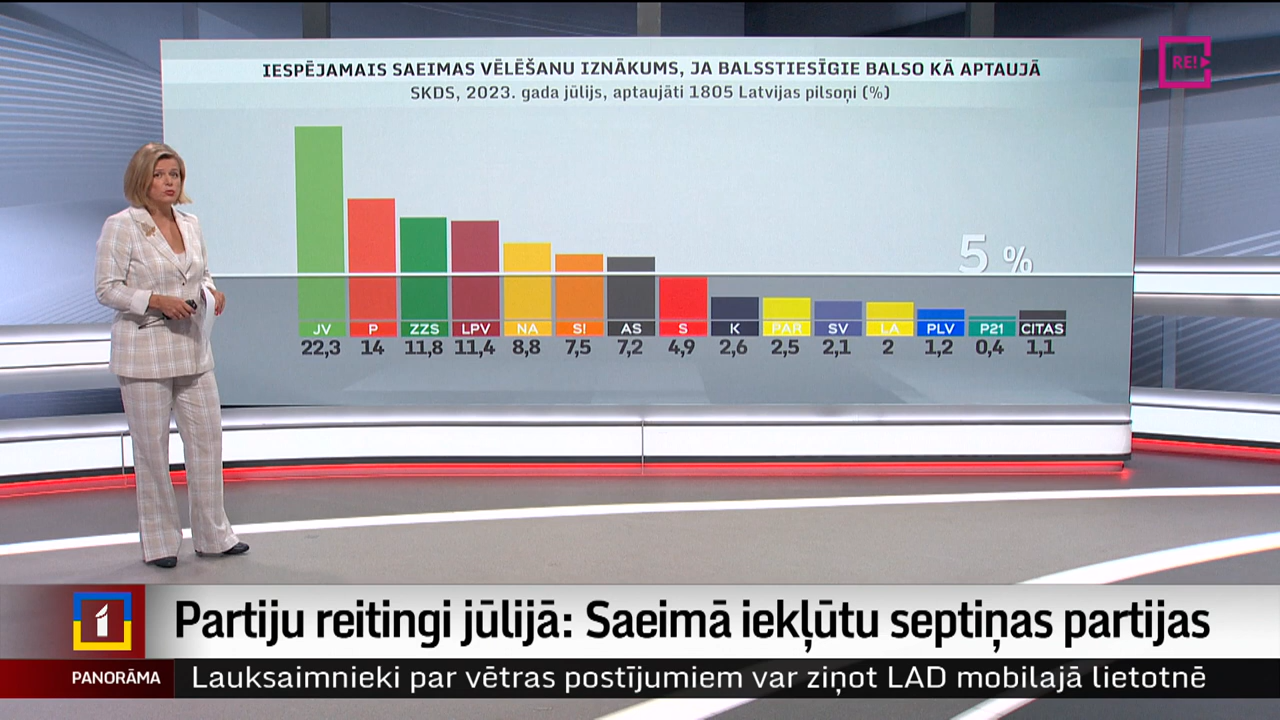 IESPĒJAMAIS SAEIMAS VĒLĒŠANU IZNĀKUMS, JA BALSSTIESĪGIE BALSO KĀ APTAUJĀ
SKDS, 2023. gada jūlijs, aptaujāti 1805 Latvijas pilsoņi (%)
RE!
5 %
JV P ZZS LPV NA S! AS S K PAR SV LA PLV P21 CITAS
22,3 14 11,8 11,4 8,8 7,5 7,2 4,9 2,6 2,5 2,1 2 1,2 0,4 1,1
1 Partiju reitingi jūlijā: Saeimā iekļūtu septiņas partijas
PANORĀMA Lauksaimnieki par vētras postījumiem var ziņot LAD mobilajā lietotnē